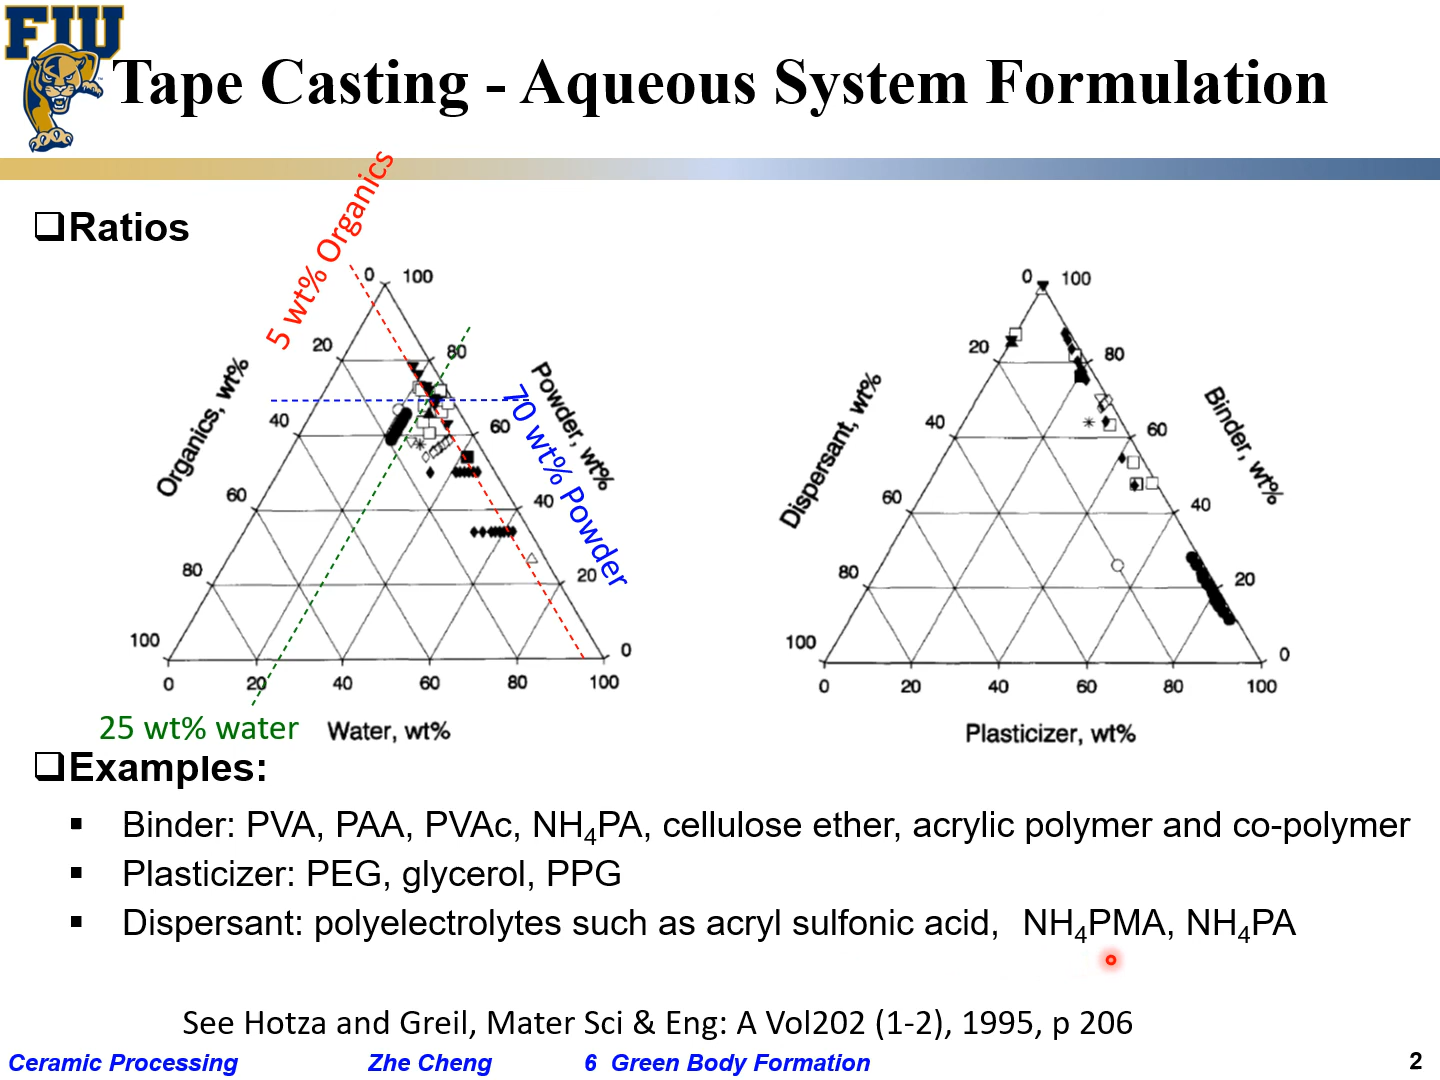 FIU
Tape Casting - Aqueous System Formulation
❑Ratios
5 wt% Organics
0 100
20 80
40 60
60 40
80 20
100 0
0 20 40 60 80 100
Organics, wt%
Powder, wt%
Water, wt%
70 wt% Powder
25 wt% water
0 100
20 80
40 60
60 40
80 20
100 0
0 20 40 60 80 100
Dispersant, wt%
Binder, wt%
Plasticizer, wt%
❑Examples:
▪ Binder: PVA, PAA, PVAc, NH4PA, cellulose ether, acrylic polymer and co-polymer
▪ Plasticizer: PEG, glycerol, PPG
▪ Dispersant: polyelectrolytes such as acryl sulfonic acid, NH4PMA, NH4PA
See Hotza and Greil, Mater Sci & Eng: A Vol202 (1-2), 1995, p 206
Ceramic Processing Zhe Cheng 6 Green Body Formation 2